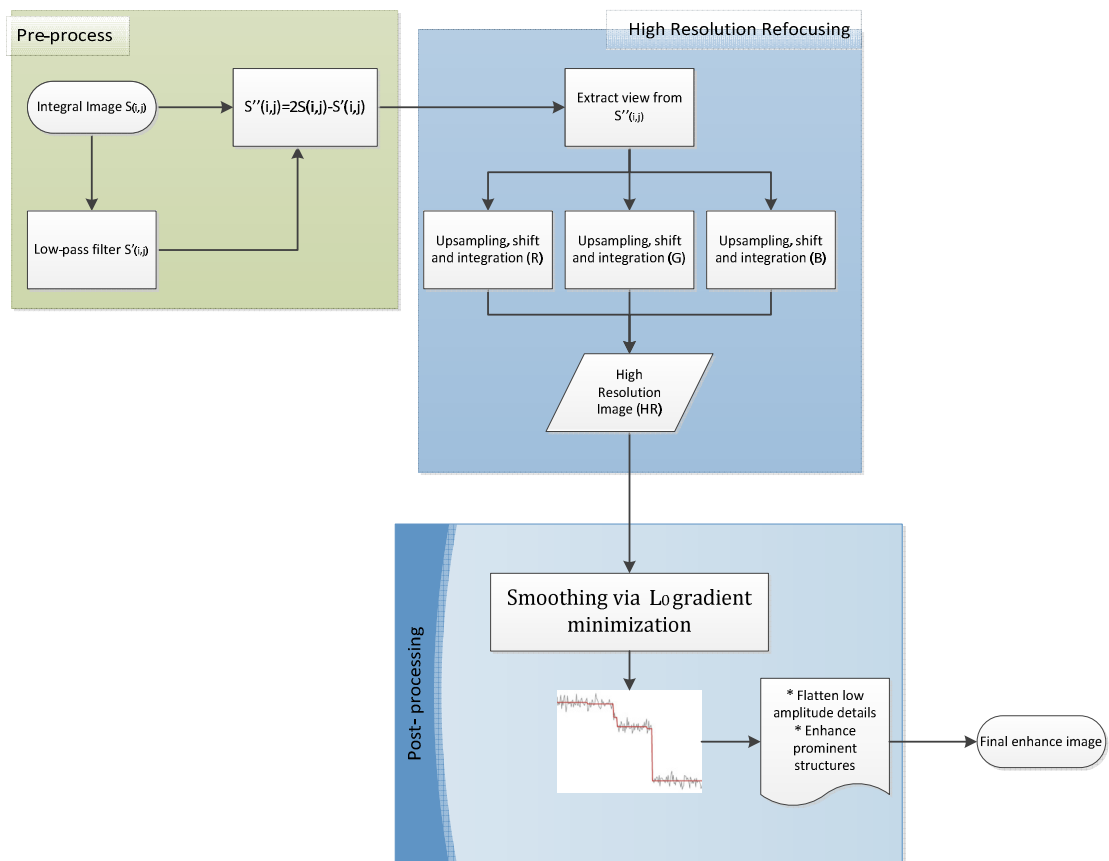 Pre-process
Integral Image S(i,j)
S''(i,j)=2S(i,j)-S'(i,j)
Low-pass filter S'(i,j)
High Resolution Refocusing
Extract view from
S''(i,j)
Upsampling, shift
and integration (R)
Upsampling, shift
and integration (G)
Upsampling, shift
and integration (B)
High
Resolution
Image (HR)
Post- processing
Smoothing via L0 gradient
minimization
* Flatten low
amplitude details
* Enhance
prominent
structures
Final enhance image